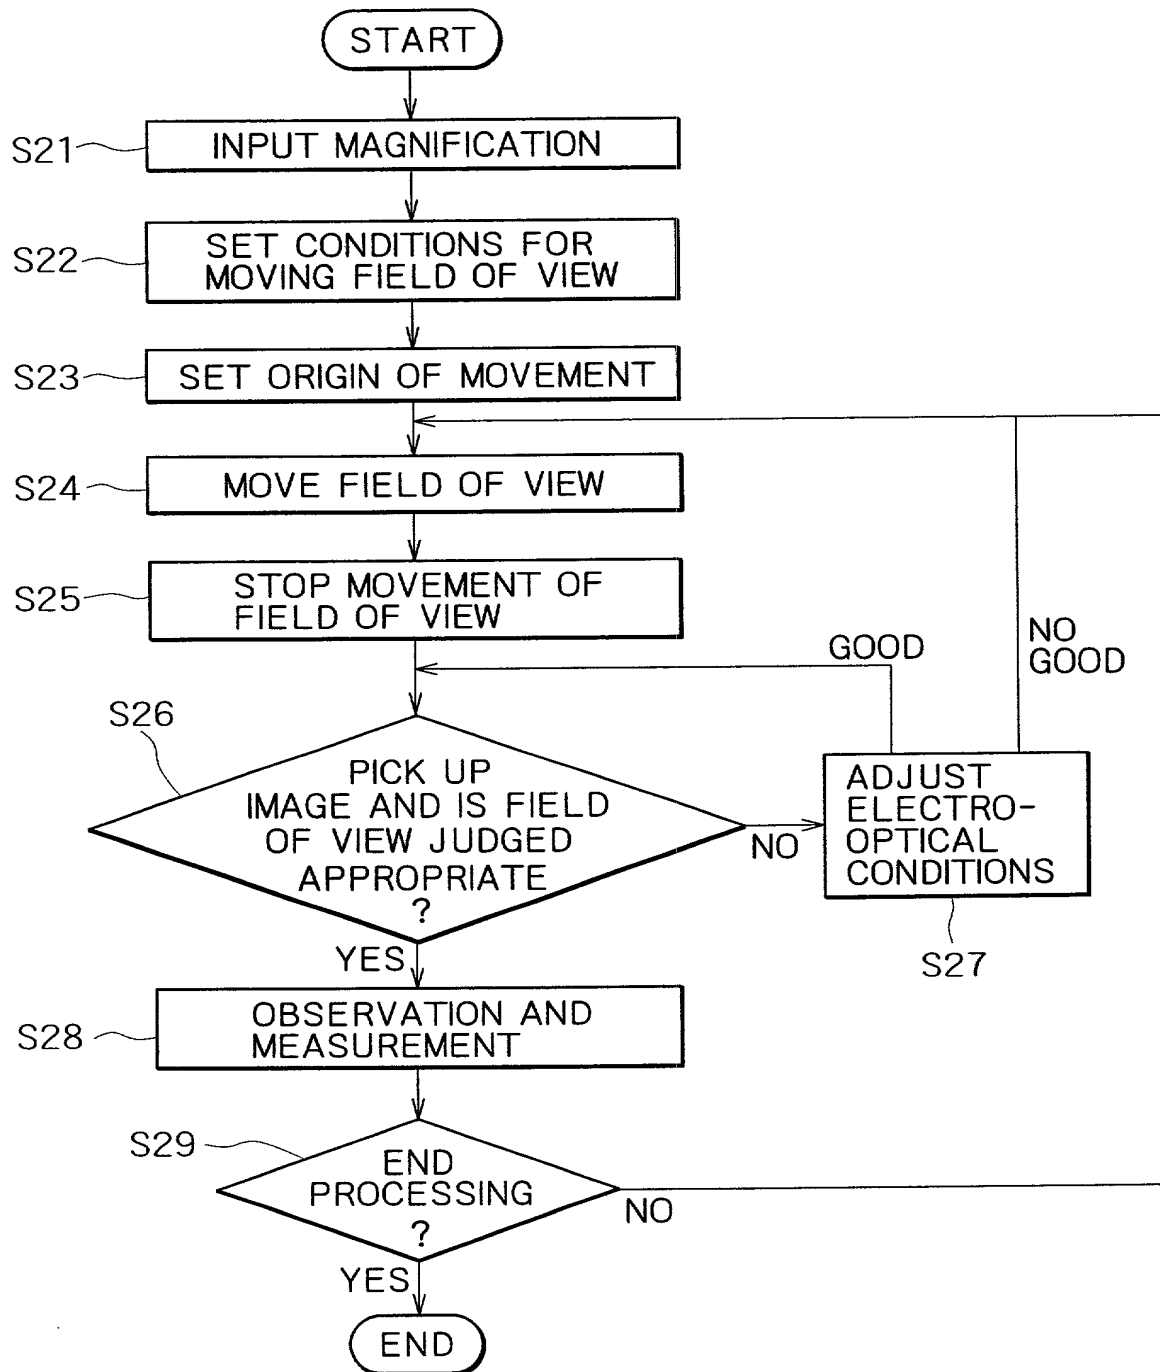 START
S21
INPUT MAGNIFICATION
S22
SET CONDITIONS FOR
MOVING FIELD OF VIEW
S23
SET ORIGIN OF MOVEMENT
S24
MOVE FIELD OF VIEW
S25
STOP MOVEMENT OF
FIELD OF VIEW
GOOD
NO
GOOD
S26
PICK UP
IMAGE AND IS FIELD
OF VIEW JUDGED
APPROPRIATE
?
NO
ADJUST
ELECTRO-
OPTICAL
CONDITIONS
S27
YES
S28
OBSERVATION AND
MEASUREMENT
S29
END
PROCESSING
?
NO
YES
END